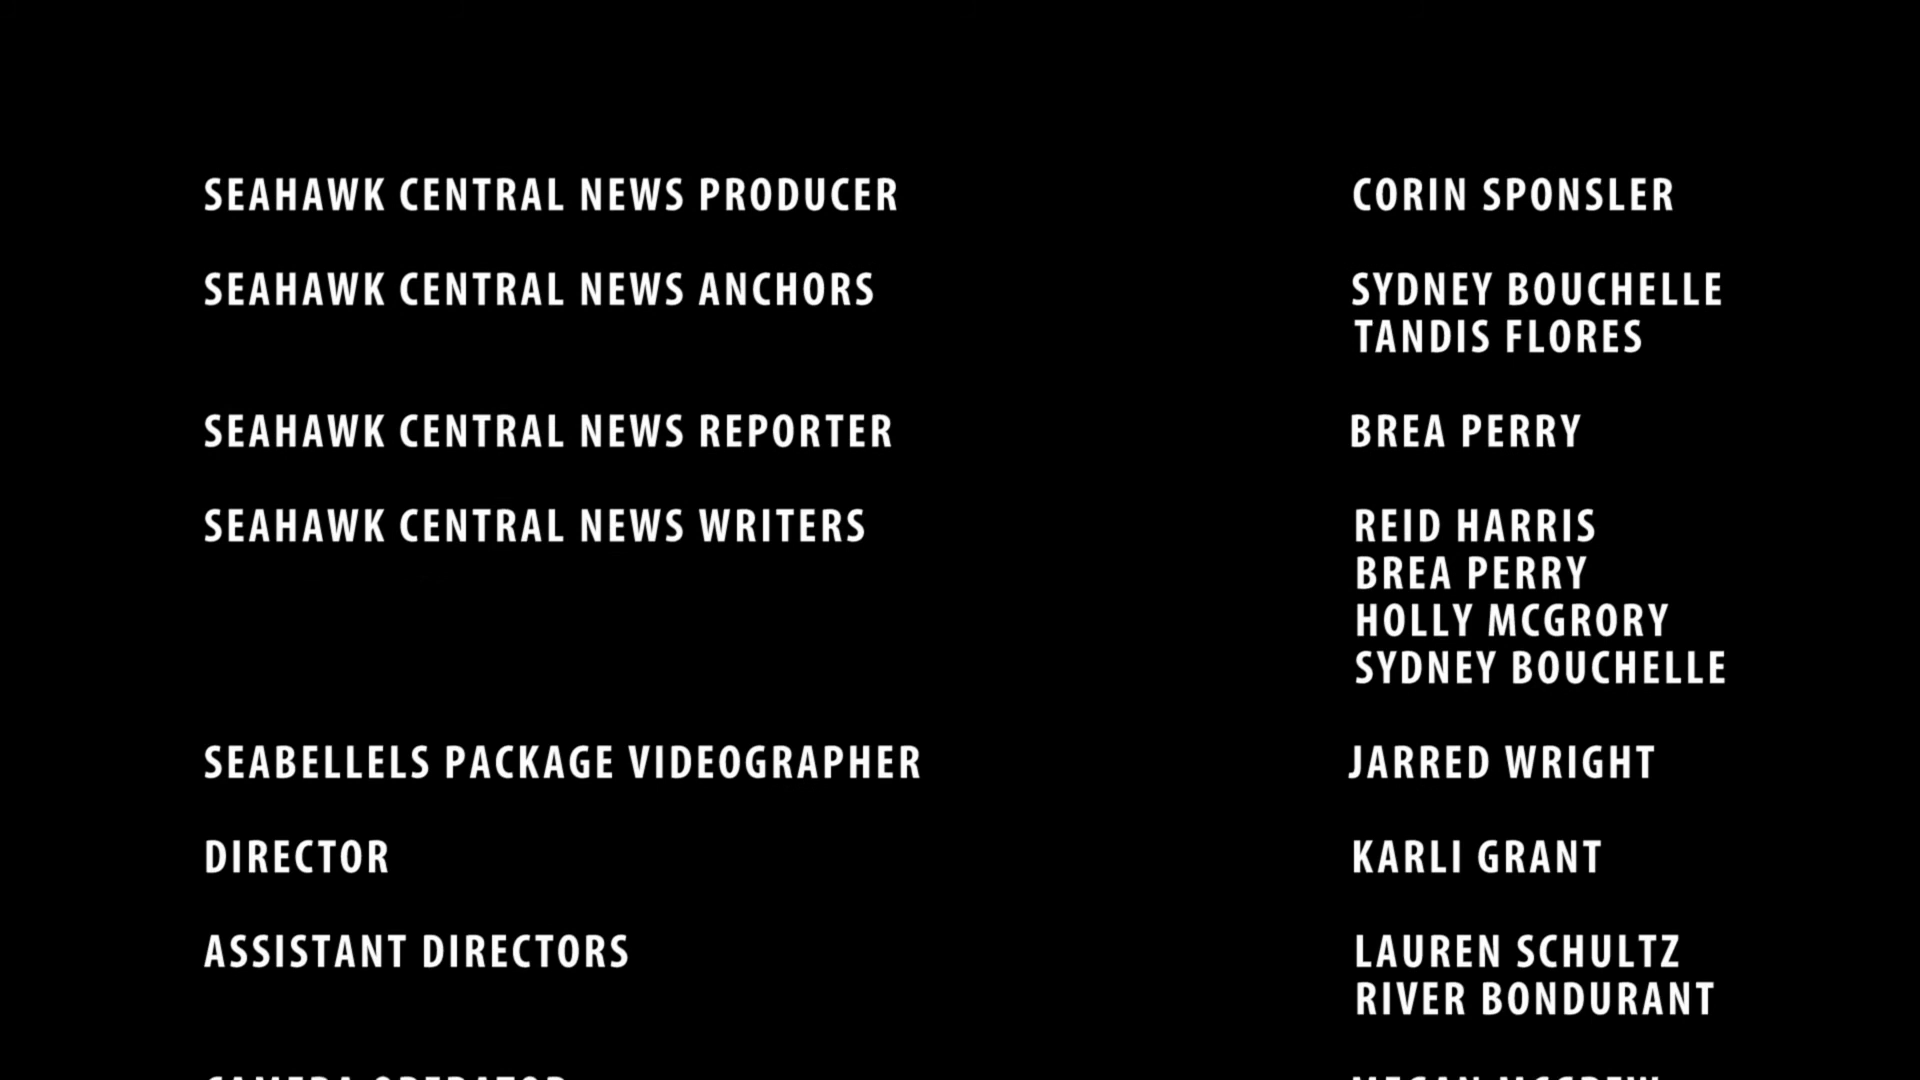 SEAHAWK CENTRAL NEWS PRODUCER CORIN SPONSLER
SEAHAWK CENTRAL NEWS ANCHORS SYDNEY BOUCHELLE
TANDIS FLORES
SEAHAWK CENTRAL NEWS REPORTER BREA PERRY
SEAHAWK CENTRAL NEWS WRITERS REID HARRIS
BREA PERRY
HOLLY MCGRORY
SYDNEY BOUCHELLE
SEABELLELS PACKAGE VIDEOGRAPHER JARRED WRIGHT
DIRECTOR KARLI GRANT
ASSISTANT DIRECTORS LAUREN SCHULTZ
RIVER BONDURANT